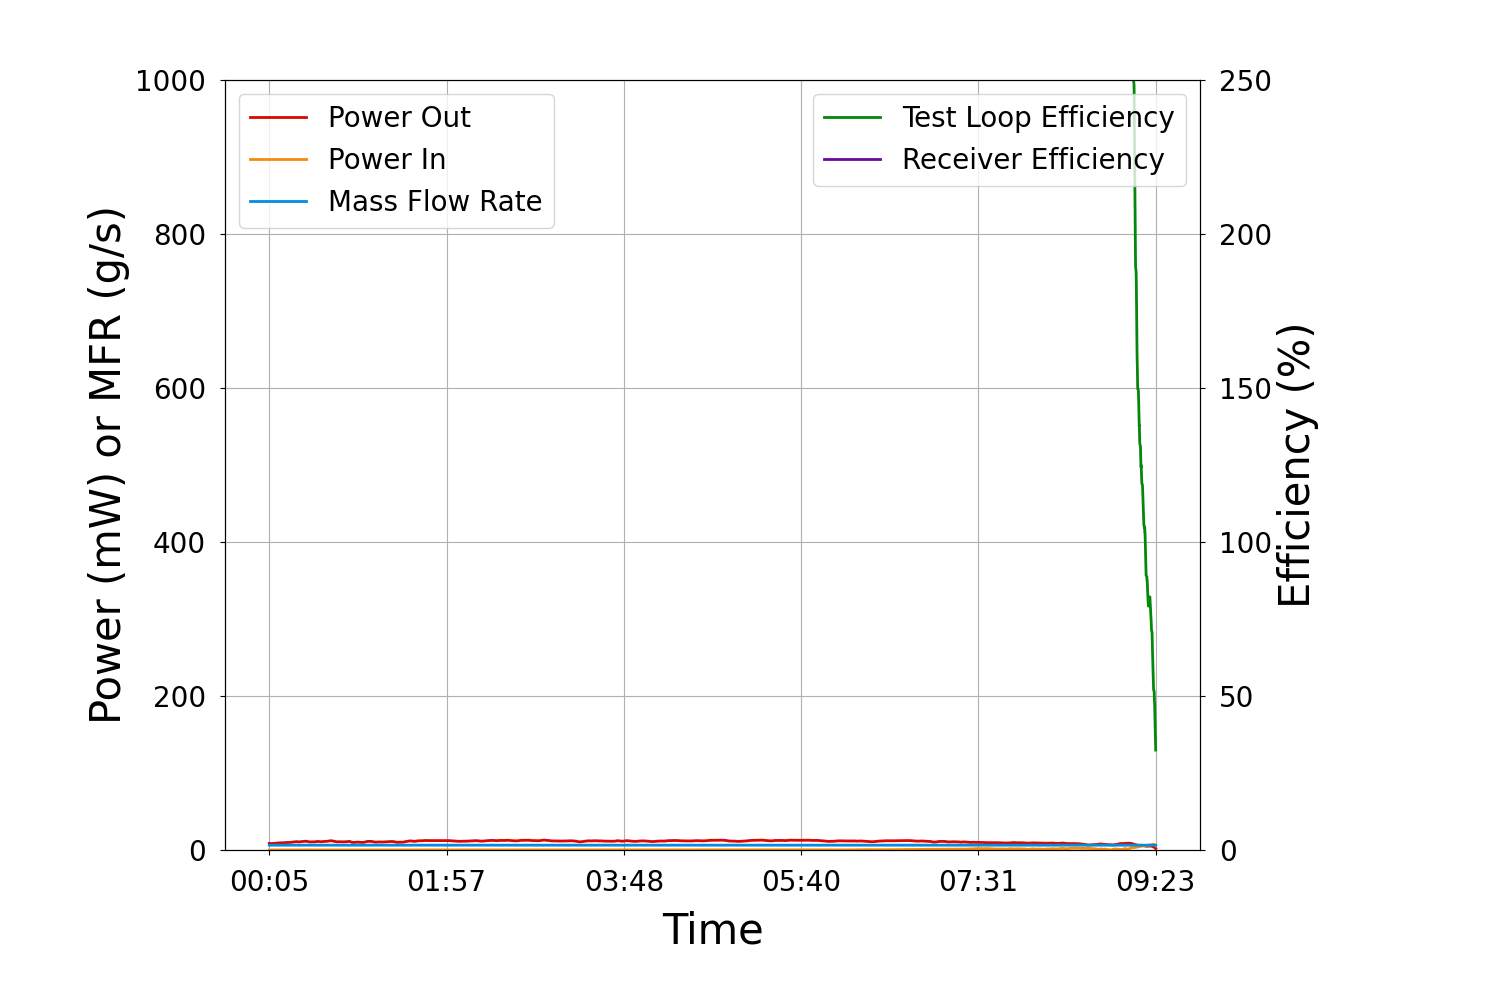 Power Out
Power In
Mass Flow Rate
Test Loop Efficiency
Receiver Efficiency
Power (mW) or MFR (g/s)
1000
800
600
400
200
0
250
200
150
100
50
0
Efficiency (%)
00:05 01:57 03:48 05:40 07:31 09:23
Time